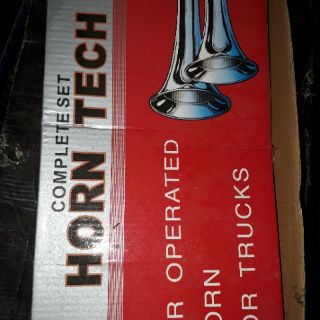 COMPLETE SET
HORN TECH
R OPERATED
ORN
OR TRUCKS